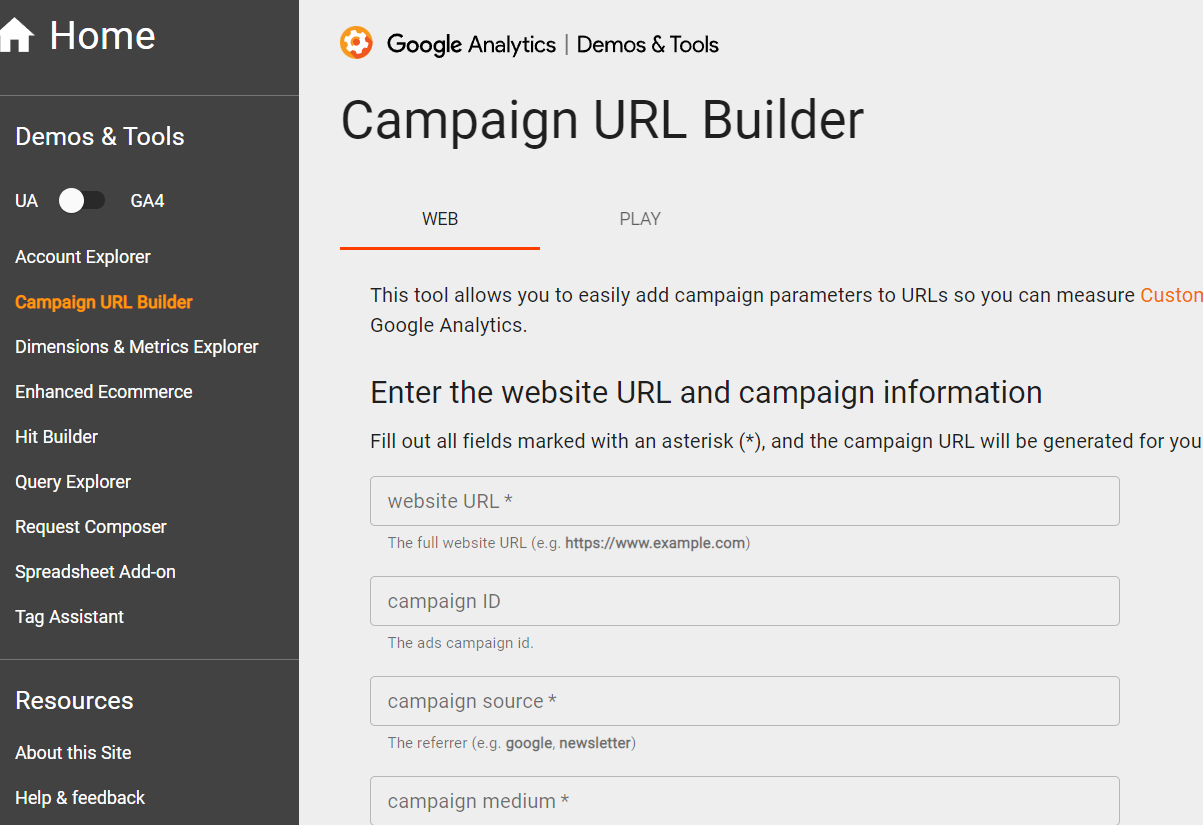 Home
Demos & Tools
UA GA4
Account Explorer
Campaign URL Builder
Dimensions & Metrics Explorer
Enhanced Ecommerce
Hit Builder
Query Explorer
Request Composer
Spreadsheet Add-on
Tag Assistant
Resources
About this Site
Help & feedback
Google Analytics | Demos & Tools
Campaign URL Builder
WEB PLAY
This tool allows you to easily add campaign parameters to URLs so you can measure Custom
Google Analytics.
Enter the website URL and campaign information
Fill out all fields marked with an asterisk (*), and the campaign URL will be generated for you
website URL *
The full website URL (e.g. https://www.example.com)
campaign ID
The ads campaign id.
campaign source *
The referrer (e.g. google, newsletter)
campaign medium *